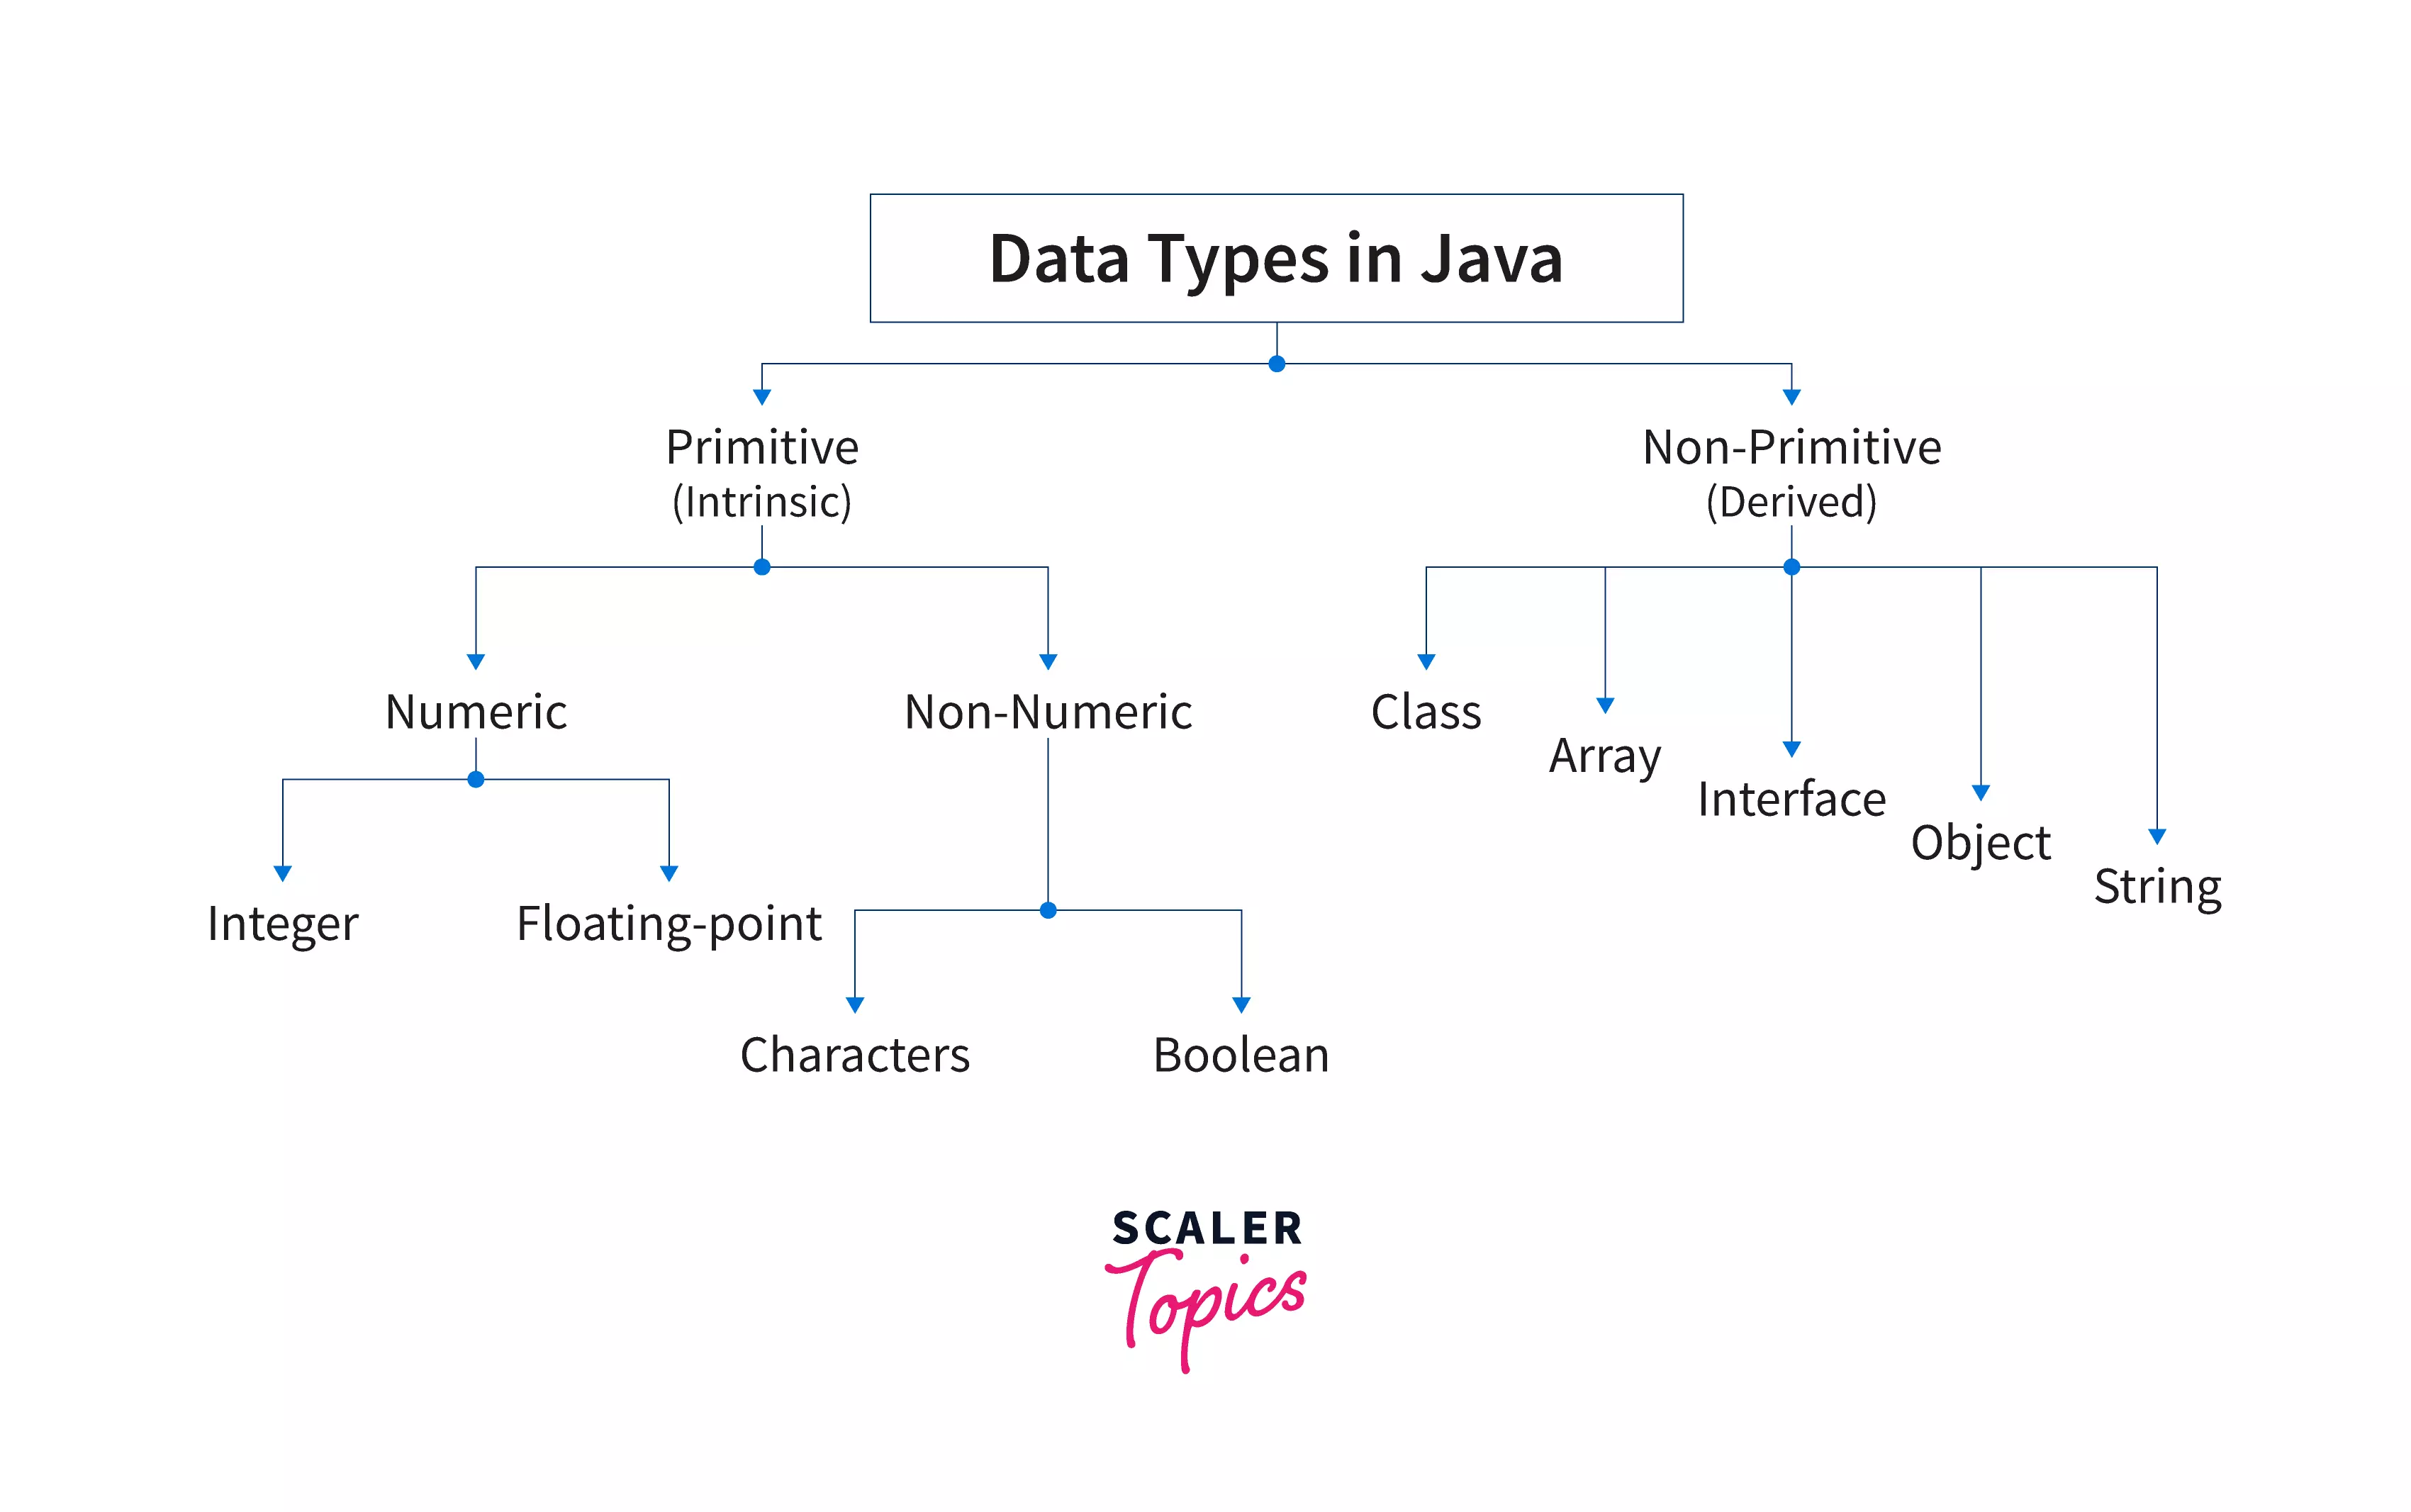 Data Types in Java
Primitive
(Intrinsic)
Non-Primitive
(Derived)
Numeric
Non-Numeric
Class
Array
Interface
Object
String
Integer
Floating-point
Characters
Boolean
SCALER
Topics